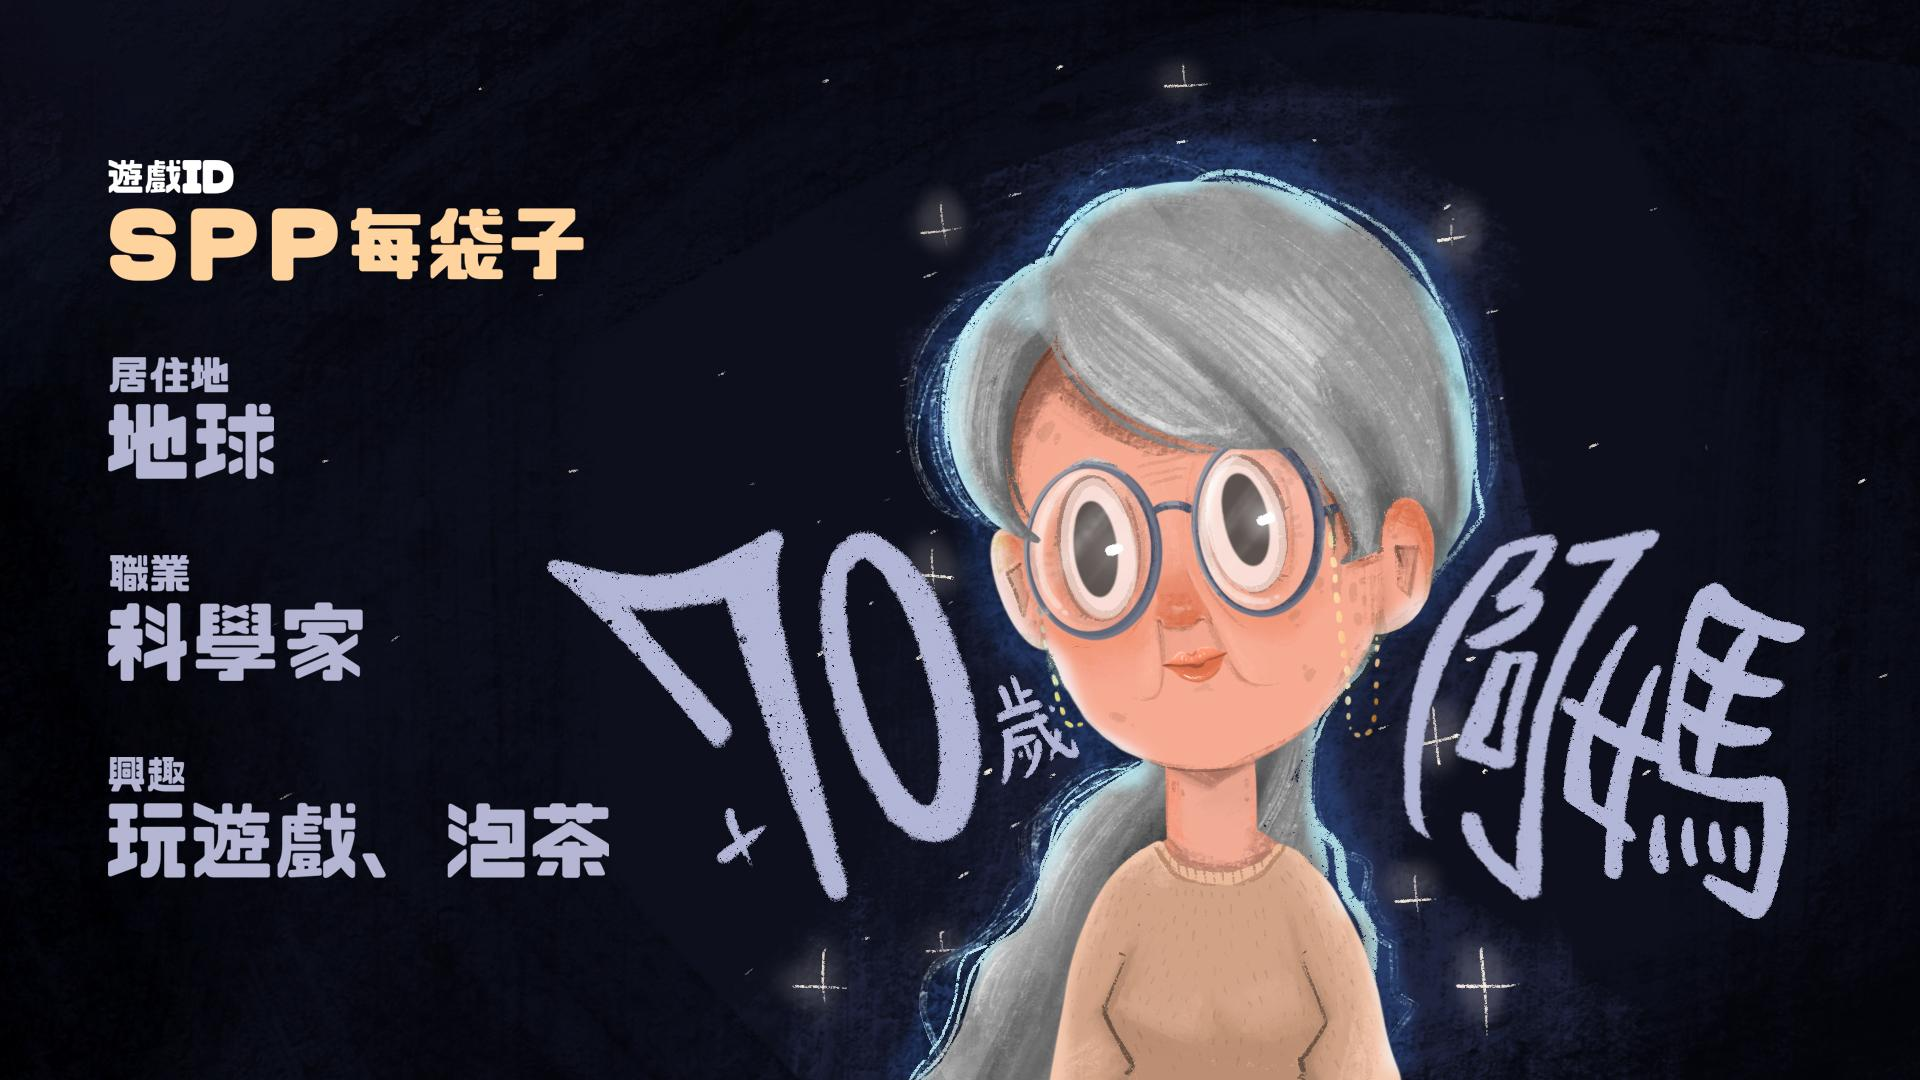 遊戲ID
SPP每袋子
居住地
地球
職業
科學家
興趣
玩遊戲、 泡茶
70歲
阿媽